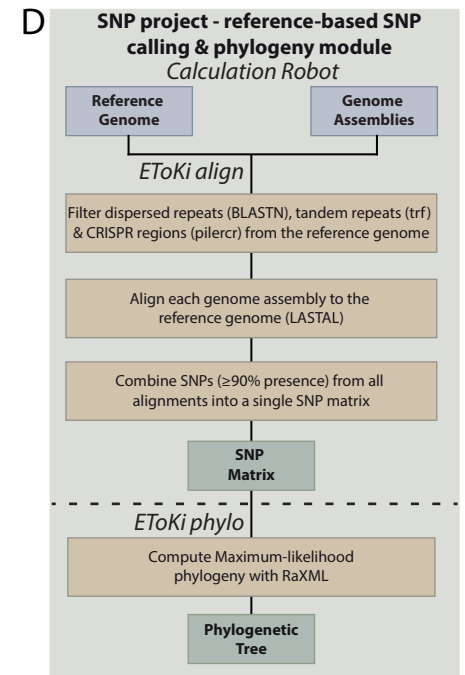 D
SNP project - reference-based SNP
calling & phylogeny module
Calculation Robot
Reference
Genome
Genome
Assemblies
EToKi align
Filter dispersed repeats (BLASTN), tandem repeats (trf)
& CRISPR regions (pilercr) from the reference genome
Align each genome assembly to the
reference genome (LASTAL)
Combine SNPs (≥90% presence) from all
alignments into a single SNP matrix
SNP
Matrix
EToKi phylo
Compute Maximum-likelihood
phylogeny with RaXML
Phylogenetic
Tree